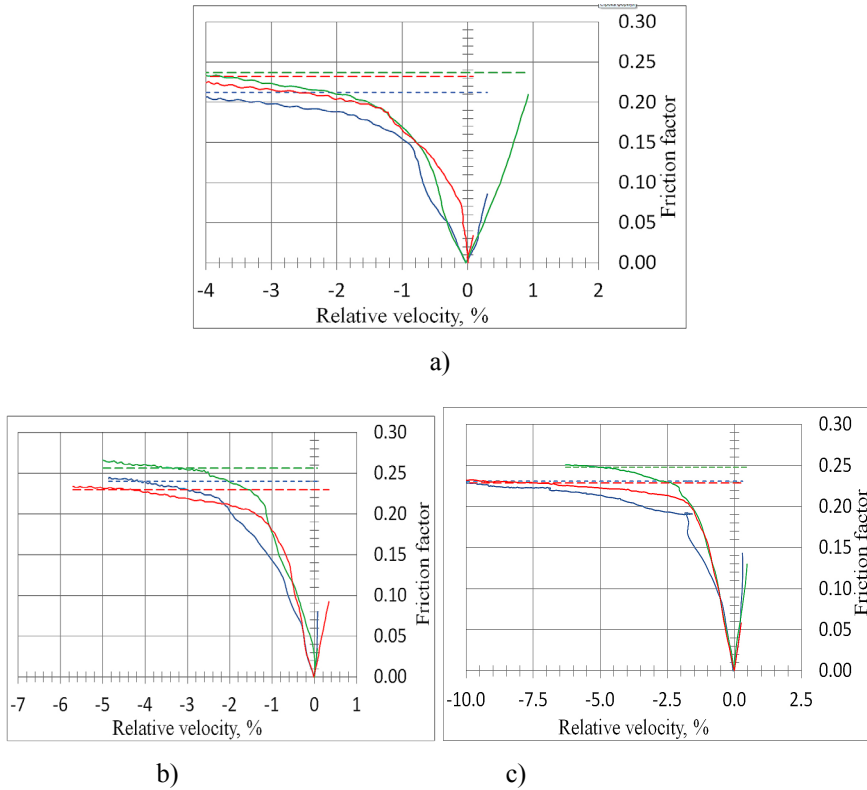 0.30
0.25
0.20
0.15
0.10
0.05
0.00
Friction factor
-4 -3 -2 -1 0 1 2
Relative velocity, %
a)
0.30
0.25
0.20
0.15
0.10
0.05
0.00
Friction factor
-7 -6 -5 -4 -3 -2 -1 0 1
Relative velocity, %
b)
0.30
0.25
0.20
0.15
0.10
0.05
0.00
Friction factor
-10.0 -7.5 -5.0 -2.5 0.0 2.5
Relative velocity, %
c)